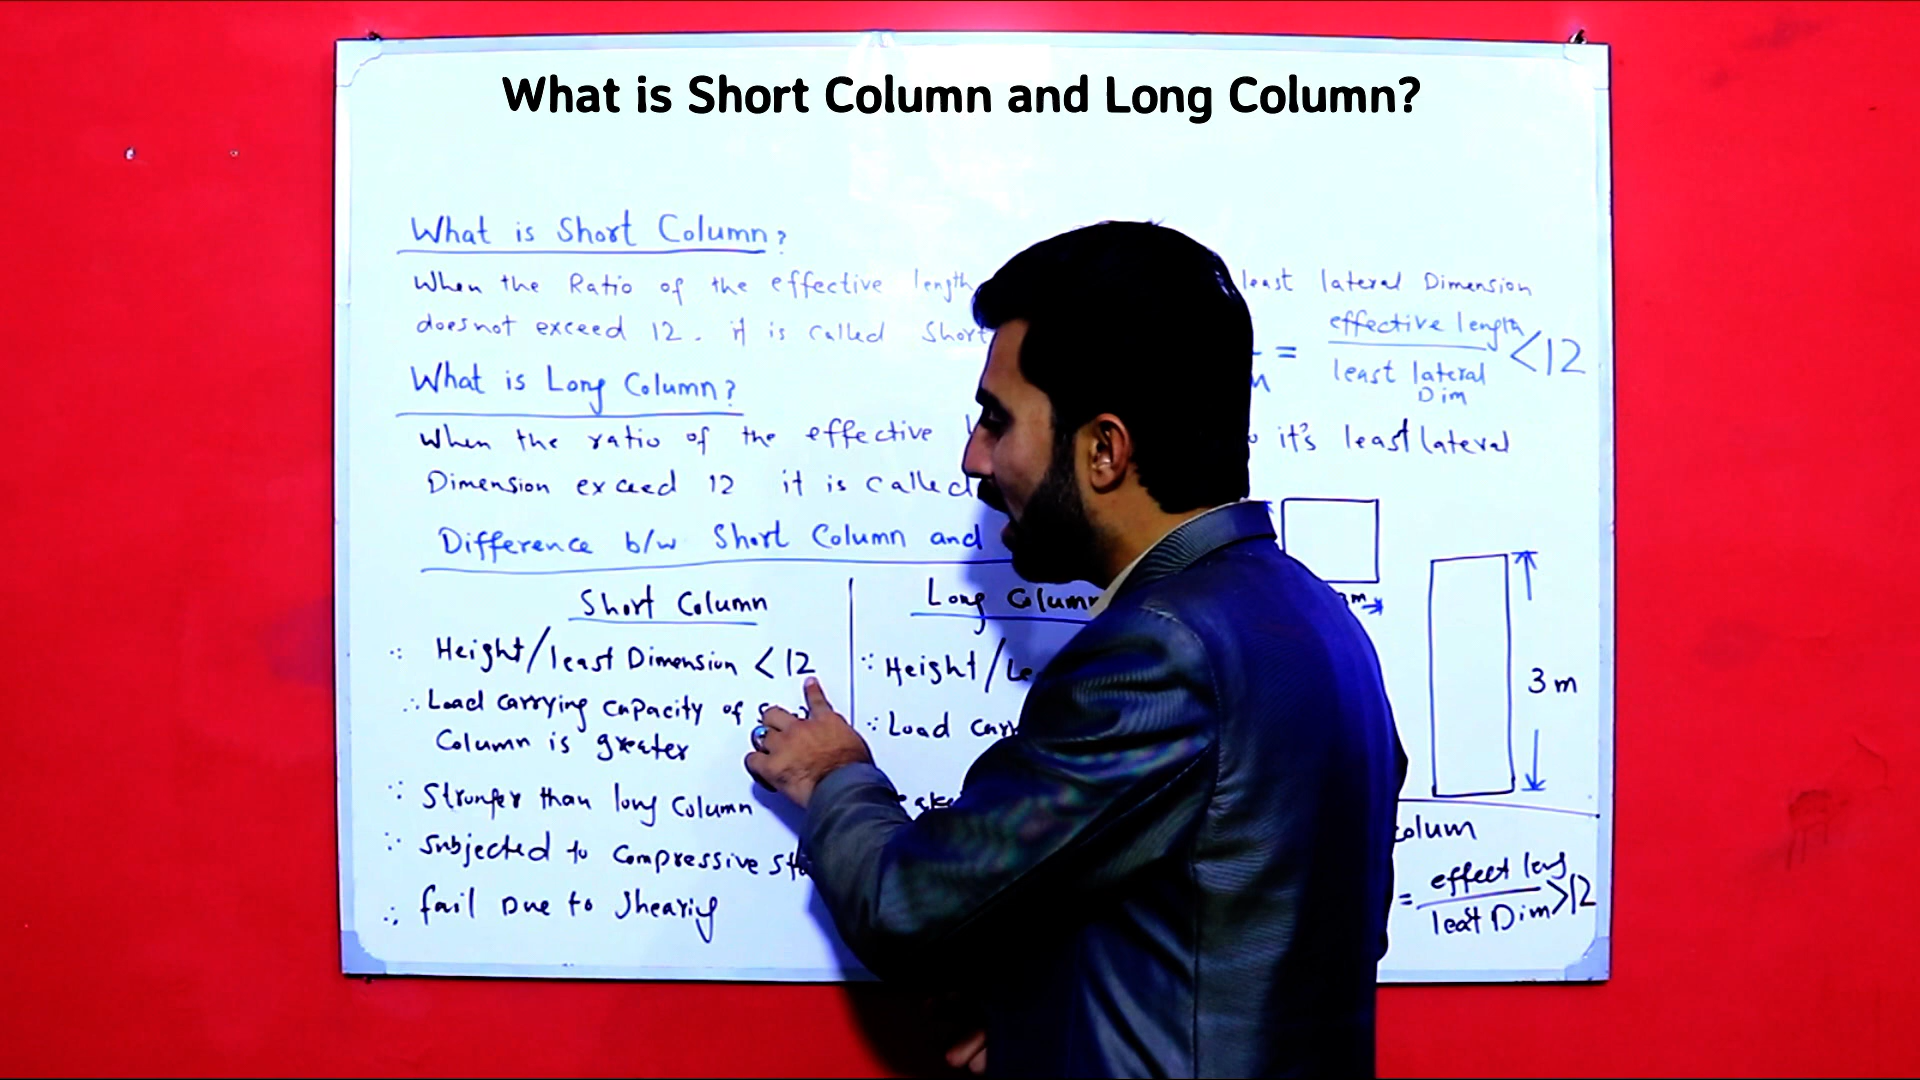 What is Short Column and Long Column?
What is Short Column?
When the Ratio of the effective length least lateral Dimension
doesnot exceed 12. it is called Short
= effective length < 12
least lateral
Dim
What is Long Column?
When the ratio of the effective it's least lateral
Dimension exceed 12 it is called
Difference b/w Short Column and
Short Column
Height/least Dimension < 12
∴ Load carrying capacity of
Column is greater
∵ Stronger than long Column
∵ Subjected to Compressive
∴ fail Due to Shearing
Long Column
∵ Height/
∵ Load
3 m
colum
= effect leng > 12
least Dim